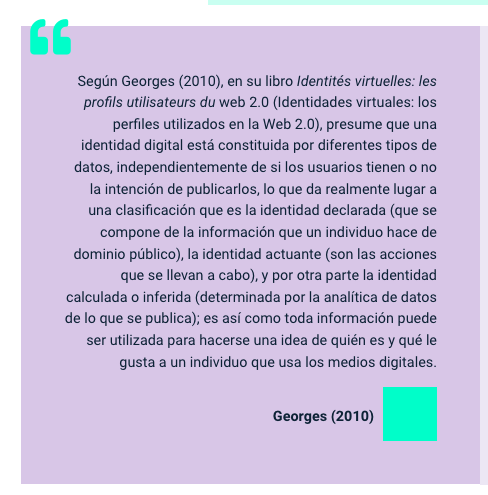 Según Georges (2010), en su libro Identités virtuelles: les
profils utilisateurs du web 2.0 (Identidades virtuales: los
perfiles utilizados en la Web 2.0), presume que una
identidad digital está constituida por diferentes tipos de
datos, independientemente de si los usuarios tienen o no
la intención de publicarlos, lo que da realmente lugar a
una clasificación que es la identidad declarada (que se
compone de la información que un individuo hace de
dominio público), la identidad actuante (son las acciones
que se llevan a cabo), y por otra parte la identidad
calculada o inferida (determinada por la analítica de datos
de lo que se publica); es así como toda información puede
ser utilizada para hacerse una idea de quién es y qué le
gusta a un individuo que usa los medios digitales.
Georges (2010)